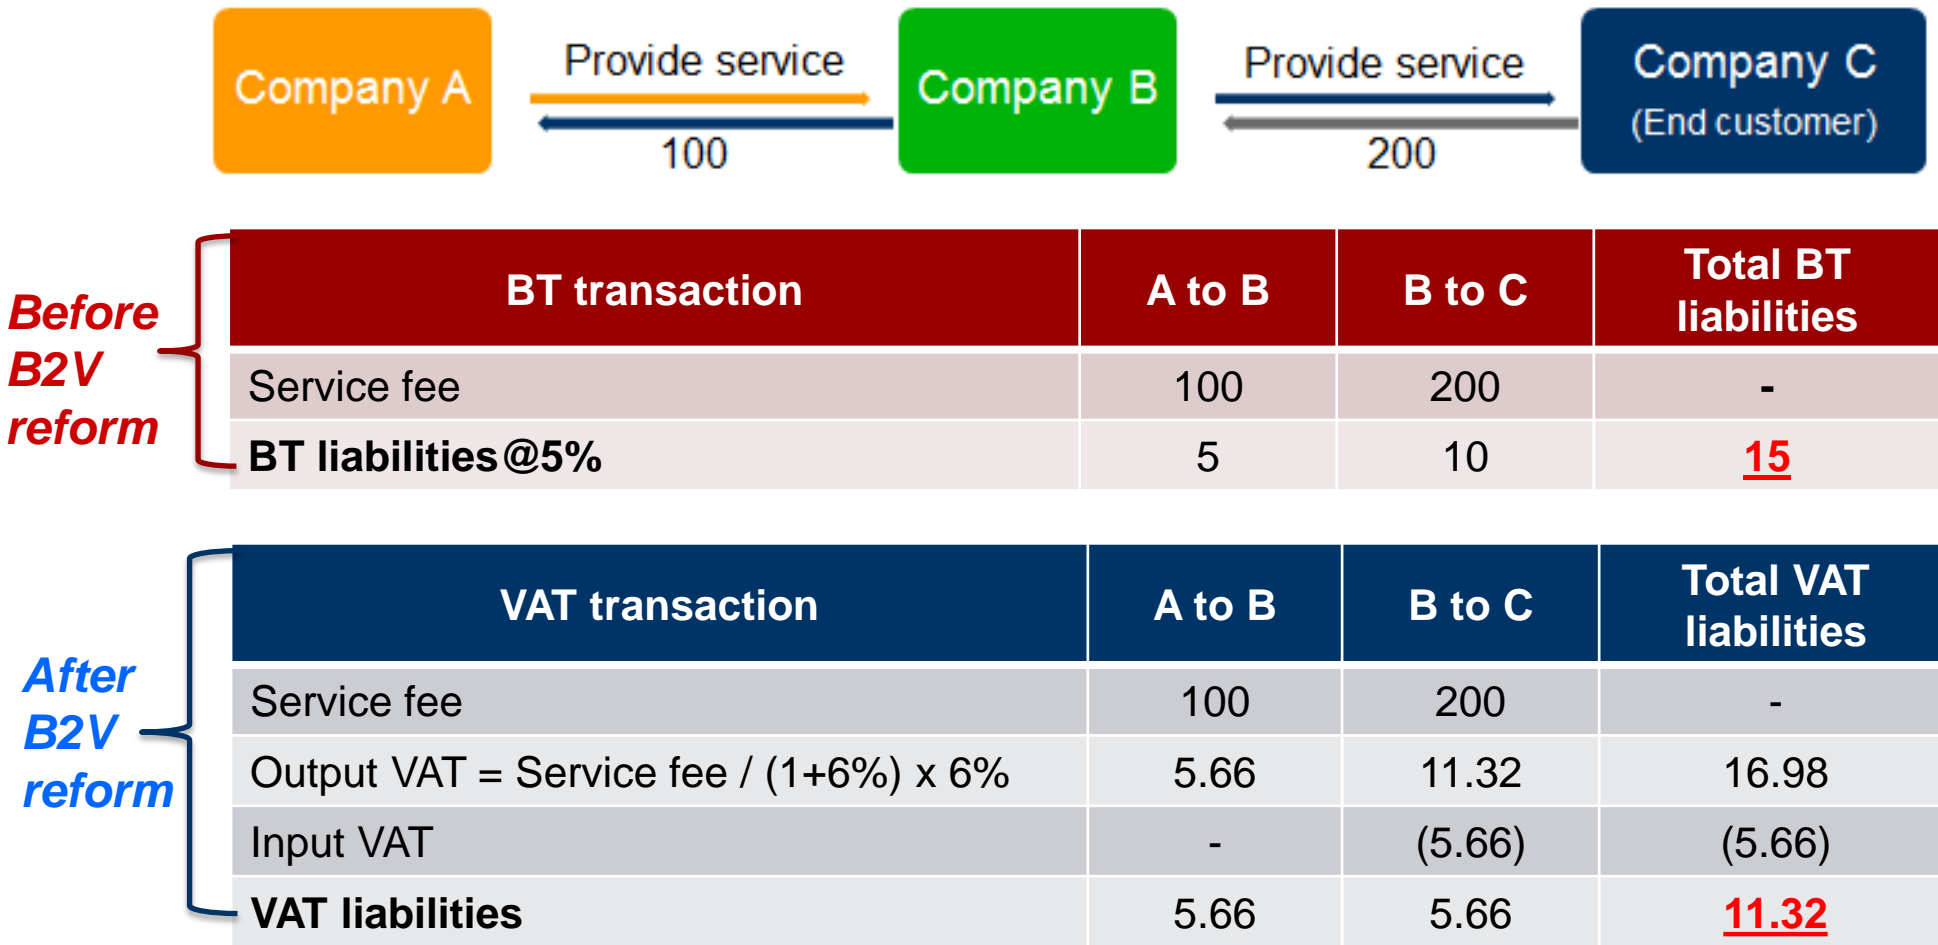 Company A
Provide service
100
Company B
Provide service
200
Company C
(End customer)
Before
B2V
reform
BT transaction A to B B to C Total BT liabilities
Service fee 100 200 -
BT liabilities@5% 5 10 15
After
B2V
reform
VAT transaction A to B B to C Total VAT liabilities
Service fee 100 200 -
Output VAT = Service fee / (1+6%) x 6% 5.66 11.32 16.98
Input VAT - (5.66) (5.66)
VAT liabilities 5.66 5.66 11.32